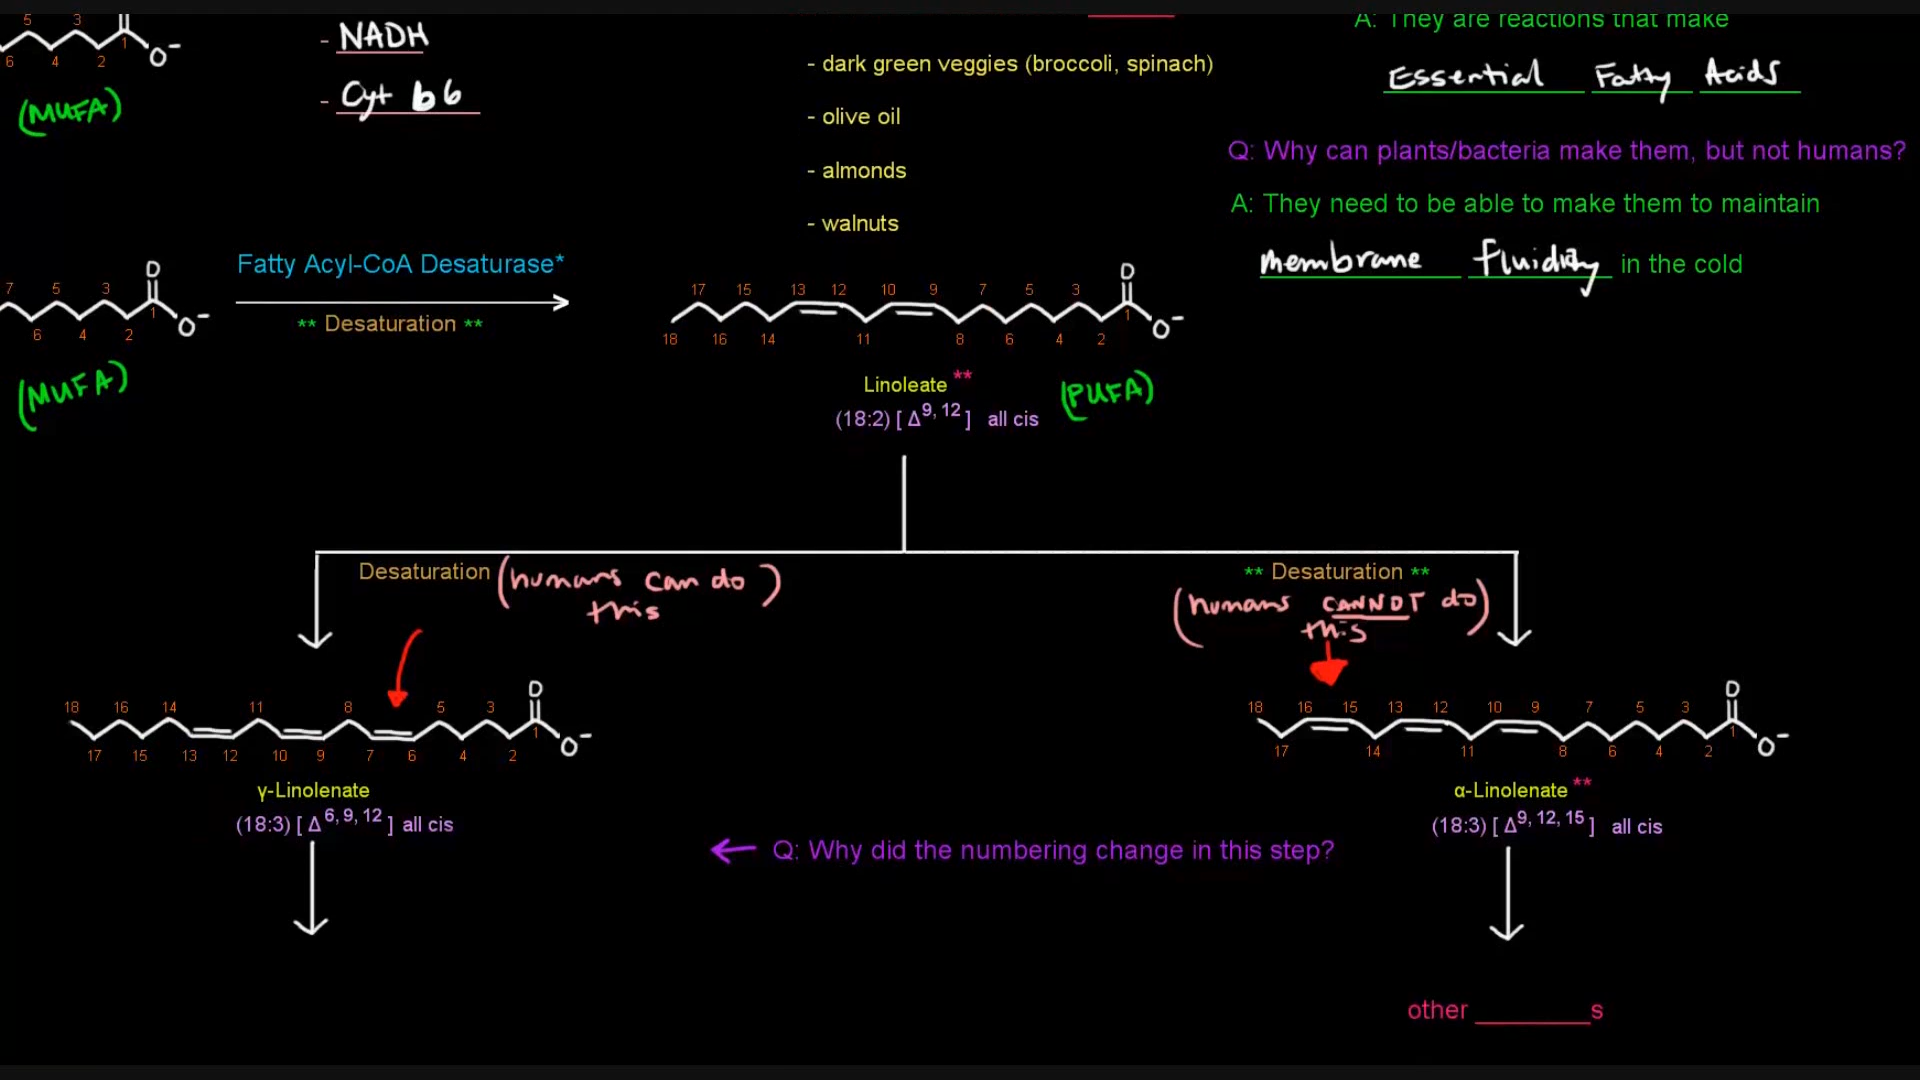 5 3
1
6 4 2
O⁻
(MUFA)
- NADH
- Cyt b6
- dark green veggies (broccoli, spinach)
- olive oil
- almonds
- walnuts
A: They are reactions that make
Essential Fatty Acids
Q: Why can plants/bacteria make them, but not humans?
A: They need to be able to make them to maintain
membrane fluidity in the cold
O
7 5 3
1
6 4 2
O⁻
(MUFA)
Fatty Acyl-CoA Desaturase*
** Desaturation **
O
17 15 13 12 10 9 7 5 3
1
18 16 14 11 8 6 4 2
O⁻
Linoleate **
(18:2) [ Δ9, 12 ] all cis
(PUFA)
Desaturation (humans can do
this)
** Desaturation **
(humans CANNOT do
this)
O
18 16 14 11 8 5 3
1
17 15 13 12 10 9 7 6 4 2
O⁻
γ-Linolenate
(18:3) [ Δ6, 9, 12 ] all cis
O
18 16 15 13 12 10 9 7 5 3
1
17 14 11 8 6 4 2
O⁻
α-Linolenate **
(18:3) [ Δ9, 12, 15 ] all cis
← Q: Why did the numbering change in this step?
other ________s